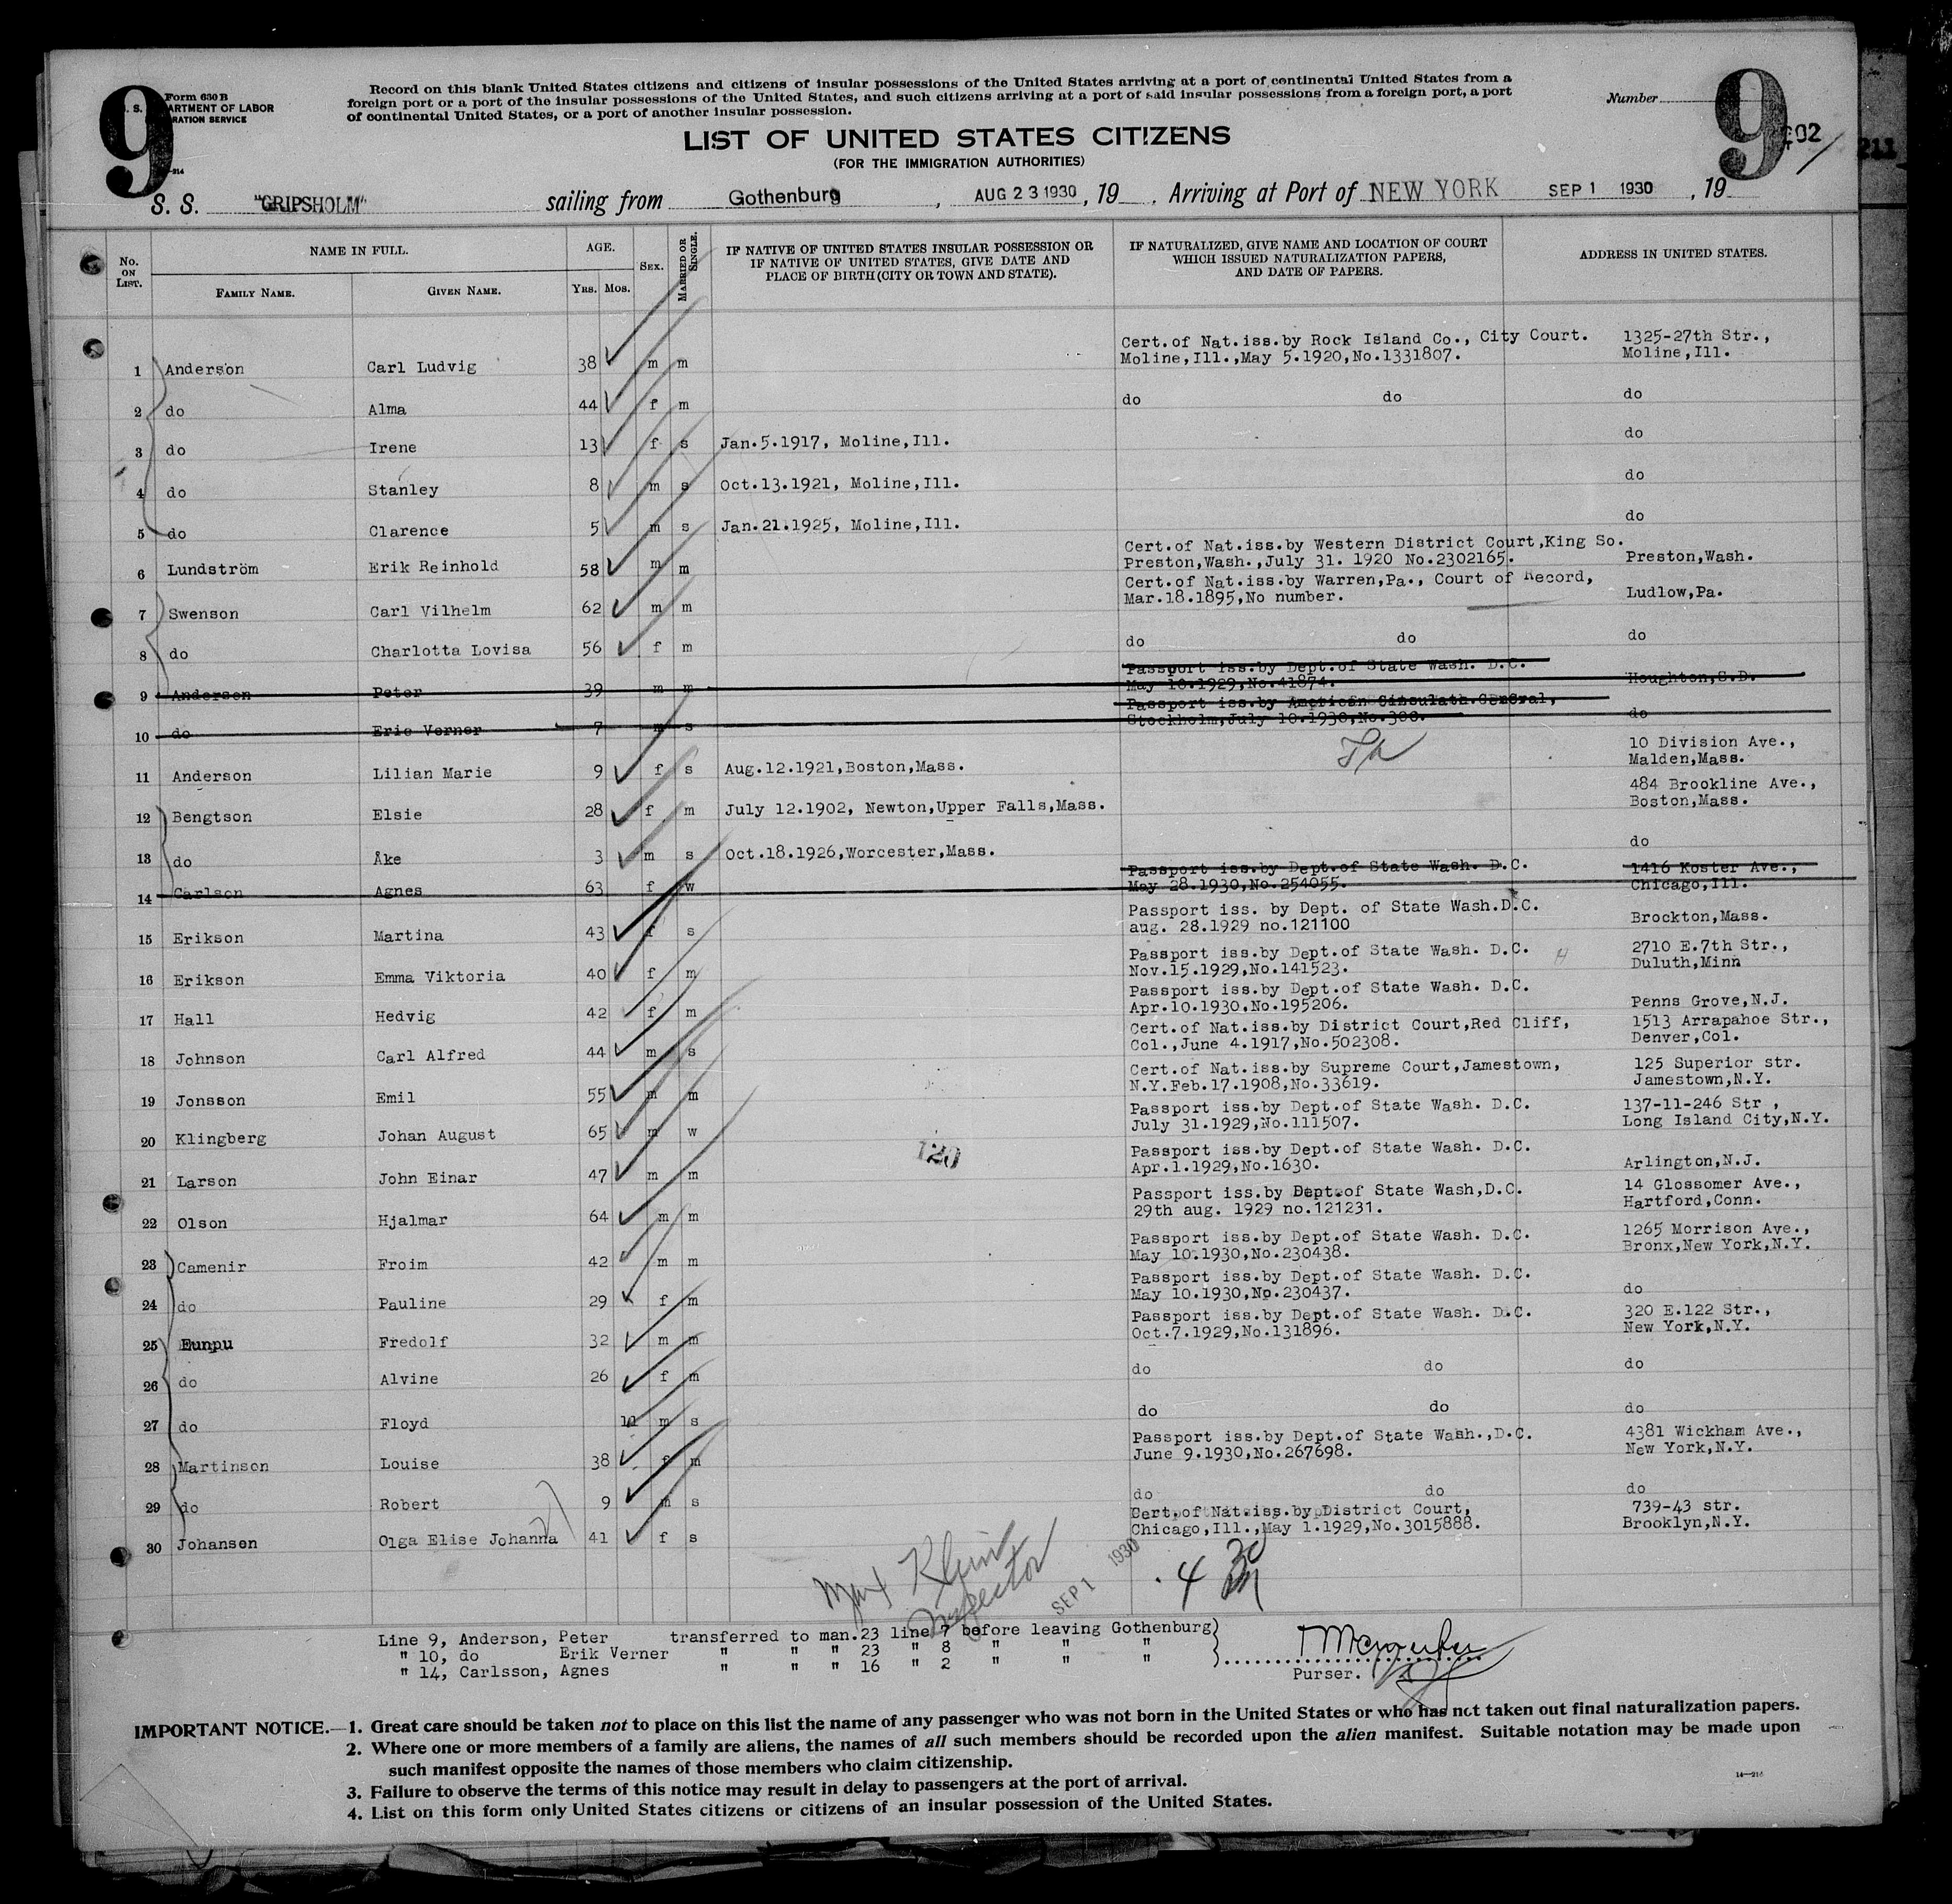 9
Form 630 B
U. S. DEPARTMENT OF LABOR
IMMIGRATION SERVICE
Record on this blank United States citizens and citizens of insular possessions of the United States arriving at a port of continental United States from a
foreign port or a port of the insular possessions of the United States, and such citizens arriving at a port of said insular possessions from a foreign port, a port
of continental United States, or a port of another insular possession.
Number
9
202
211
LIST OF UNITED STATES CITIZENS
(FOR THE IMMIGRATION AUTHORITIES)
S. S. "GRIPSHOLM" sailing from Gothenburg, AUG 23 1930, 19 . Arriving at Port of NEW YORK SEP 1 1930, 19
No. ON LIST. NAME IN FULL. FAMILY NAME. GIVEN NAME. AGE. YRS. MOS. SEX. MARRIED OR SINGLE. IF NATIVE OF UNITED STATES INSULAR POSSESSION OR IF NATIVE OF UNITED STATES, GIVE DATE AND PLACE OF BIRTH (CITY OR TOWN AND STATE). IF NATURALIZED, GIVE NAME AND LOCATION OF COURT WHICH ISSUED NATURALIZATION PAPERS, AND DATE OF PAPERS. ADDRESS IN UNITED STATES.
Cert.of Nat.iss.by Rock Island Co., City Court. 1325-27th Str.,
1 Anderson Carl Ludvig 38 m m Moline,Ill.,May 5.1920,No.1331807. Moline,Ill.
2 do Alma 44 f m do do do
3 do Irene 13 f s Jan.5.1917, Moline,Ill. do
4 do Stanley 8 m s Oct.13.1921, Moline,Ill. do
5 do Clarence 5 m s Jan.21.1925, Moline,Ill. do
Cert.of Nat.iss.by Western District Court,King So.
6 Lundström Erik Reinhold 58 m m Preston,Wash.,July 31. 1920 No.2302165. Preston,Wash.
Cert.of Nat.iss.by Warren,Pa., Court of Record,
7 Swenson Carl Vilhelm 62 m m Mar.18.1895,No number. Ludlow,Pa.
8 do Charlotta Lovisa 56 f m do do do
Passport iss.by Dept.of State Wash. D.C.
9 Anderson Peter 39 m m May 10.1929,No.41874. Houghton,S.D.
Passport iss.by American Consulate General,
10 do Eric Verner 7 m s Stockholm,July 10.1930,No.380. do
10 Division Ave.,
11 Anderson Lilian Marie 9 f s Aug.12.1921,Boston,Mass. Malden,Mass.
484 Brookline Ave.,
12 Bengtson Elsie 28 f m July 12.1902, Newton,Upper Falls,Mass. Boston,Mass.
13 do Åke 3 m s Oct.18.1926,Worcester,Mass. do
Passport iss.by Dept.of State Wash. D.C. 1416 Koster Ave.,
14 Carlson Agnes 63 f w May 28.1930,No.254055. Chicago,Ill.
Passport iss. by Dept. of State Wash.D.C.
15 Erikson Martina 43 f s aug. 28.1929 no.121100 Brockton,Mass.
Passport iss.by Dept.of State Wash. D.C. 2710 E.7th Str.,
16 Erikson Emma Viktoria 40 f m Nov.15.1929,No.141523. Duluth,Minn
Passport iss.by Dept.of State Wash. D.C.
17 Hall Hedvig 42 f m Apr.10.1930,No.195206. Penns Grove,N.J.
Cert.of Nat.iss.by District Court,Red Cliff, 1513 Arrapahoe Str.,
18 Johnson Carl Alfred 44 m s Col.,June 4.1917,No.502308. Denver,Col.
Cert.of Nat.iss.by Supreme Court,Jamestown, 125 Superior str.
19 Jonsson Emil 55 m m N.Y.Feb.17.1908,No.33619. Jamestown,N.Y.
Passport iss.by Dept.of State Wash. D.C. 137-11-246 Str ,
20 Klingberg Johan August 65 m w July 31.1929,No.111507. Long Island City,N.Y.
120
Passport iss.by Dept.of State Wash. D.C.
21 Larson John Einar 47 m m Apr.1.1929,No.1630. Arlington,N.J.
Passport iss.by Dept.of State Wash,D.C. 14 Glossomer Ave.,
22 Olson Hjalmar 64 m m 29th aug. 1929 no.121231. Hartford,Conn.
Passport iss.by Dept.of State Wash. D.C. 1265 Morrison Ave.,
23 Camenir Froim 42 m m May 10.1930,No.230438. Bronx,New York,N.Y.
Passport iss.by Dept.of State Wash. D.C.
24 do Pauline 29 f m May 10.1930,No.230437. do
Passport iss.by Dept.of State Wash. D.C. 320 E.122 Str.,
25 Eunpu Fredolf 32 m m Oct.7.1929,No.131896. New York,N.Y.
26 do Alvine 26 f m do do do
27 do Floyd 11 m s do do do
Passport iss.by Dept.of State Wash.,D.C. 4381 Wickham Ave.,
28 Martinson Louise 38 f m June 9.1930,No.267698. New York,N.Y.
29 do Robert 9 m s do do do
Cert.of Nat.iss.by District Court, 739-43 str.
30 Johansen Olga Elise Johanna 41 f s Chicago,Ill.,May 1.1929,No.3015888. Brooklyn,N.Y.
Max Klein
Inspector
SEP 1 1930
4 30
Line 9, Anderson, Peter transferred to man.23 line 7 before leaving Gothenburg
" 10, do Erik Verner " " " 23 " 8 " " "
" 14, Carlsson, Agnes " " " 16 " 2 " " "
Purser.
IMPORTANT NOTICE.—1. Great care should be taken not to place on this list the name of any passenger who was not born in the United States or who has not taken out final naturalization papers.
2. Where one or more members of a family are aliens, the names of all such members should be recorded upon the alien manifest. Suitable notation may be made upon
such manifest opposite the names of those members who claim citizenship.
3. Failure to observe the terms of this notice may result in delay to passengers at the port of arrival.
4. List on this form only United States citizens or citizens of an insular possession of the United States.
14—214